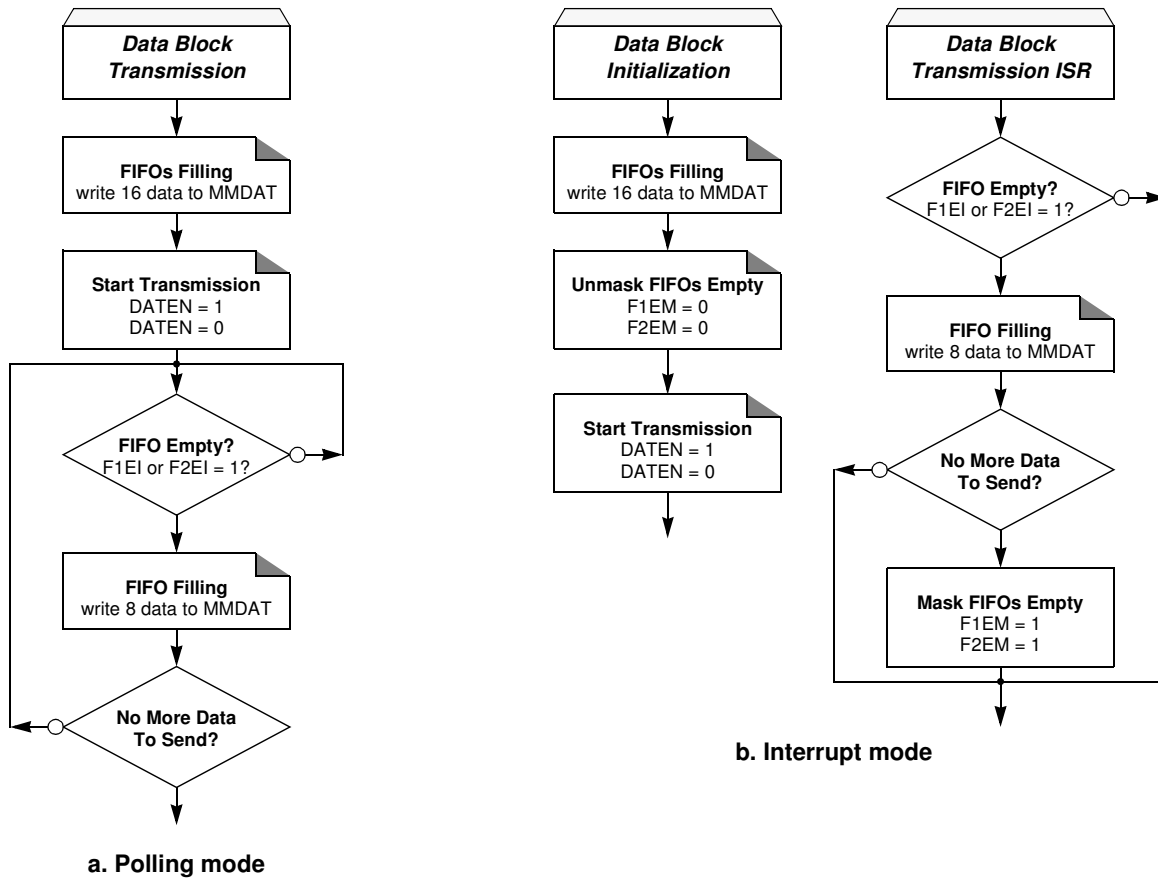 Data Block
Transmission
FIFOs Filling
write 16 data to MMDAT
Start Transmission
DATEN = 1
DATEN = 0
FIFO Empty?
F1EI or F2EI = 1?
FIFO Filling
write 8 data to MMDAT
No More Data
To Send?
a. Polling mode
Data Block
Initialization
FIFOs Filling
write 16 data to MMDAT
Unmask FIFOs Empty
F1EM = 0
F2EM = 0
Start Transmission
DATEN = 1
DATEN = 0
Data Block
Transmission ISR
FIFO Empty?
F1EI or F2EI = 1?
FIFO Filling
write 8 data to MMDAT
No More Data
To Send?
Mask FIFOs Empty
F1EM = 1
F2EM = 1
b. Interrupt mode